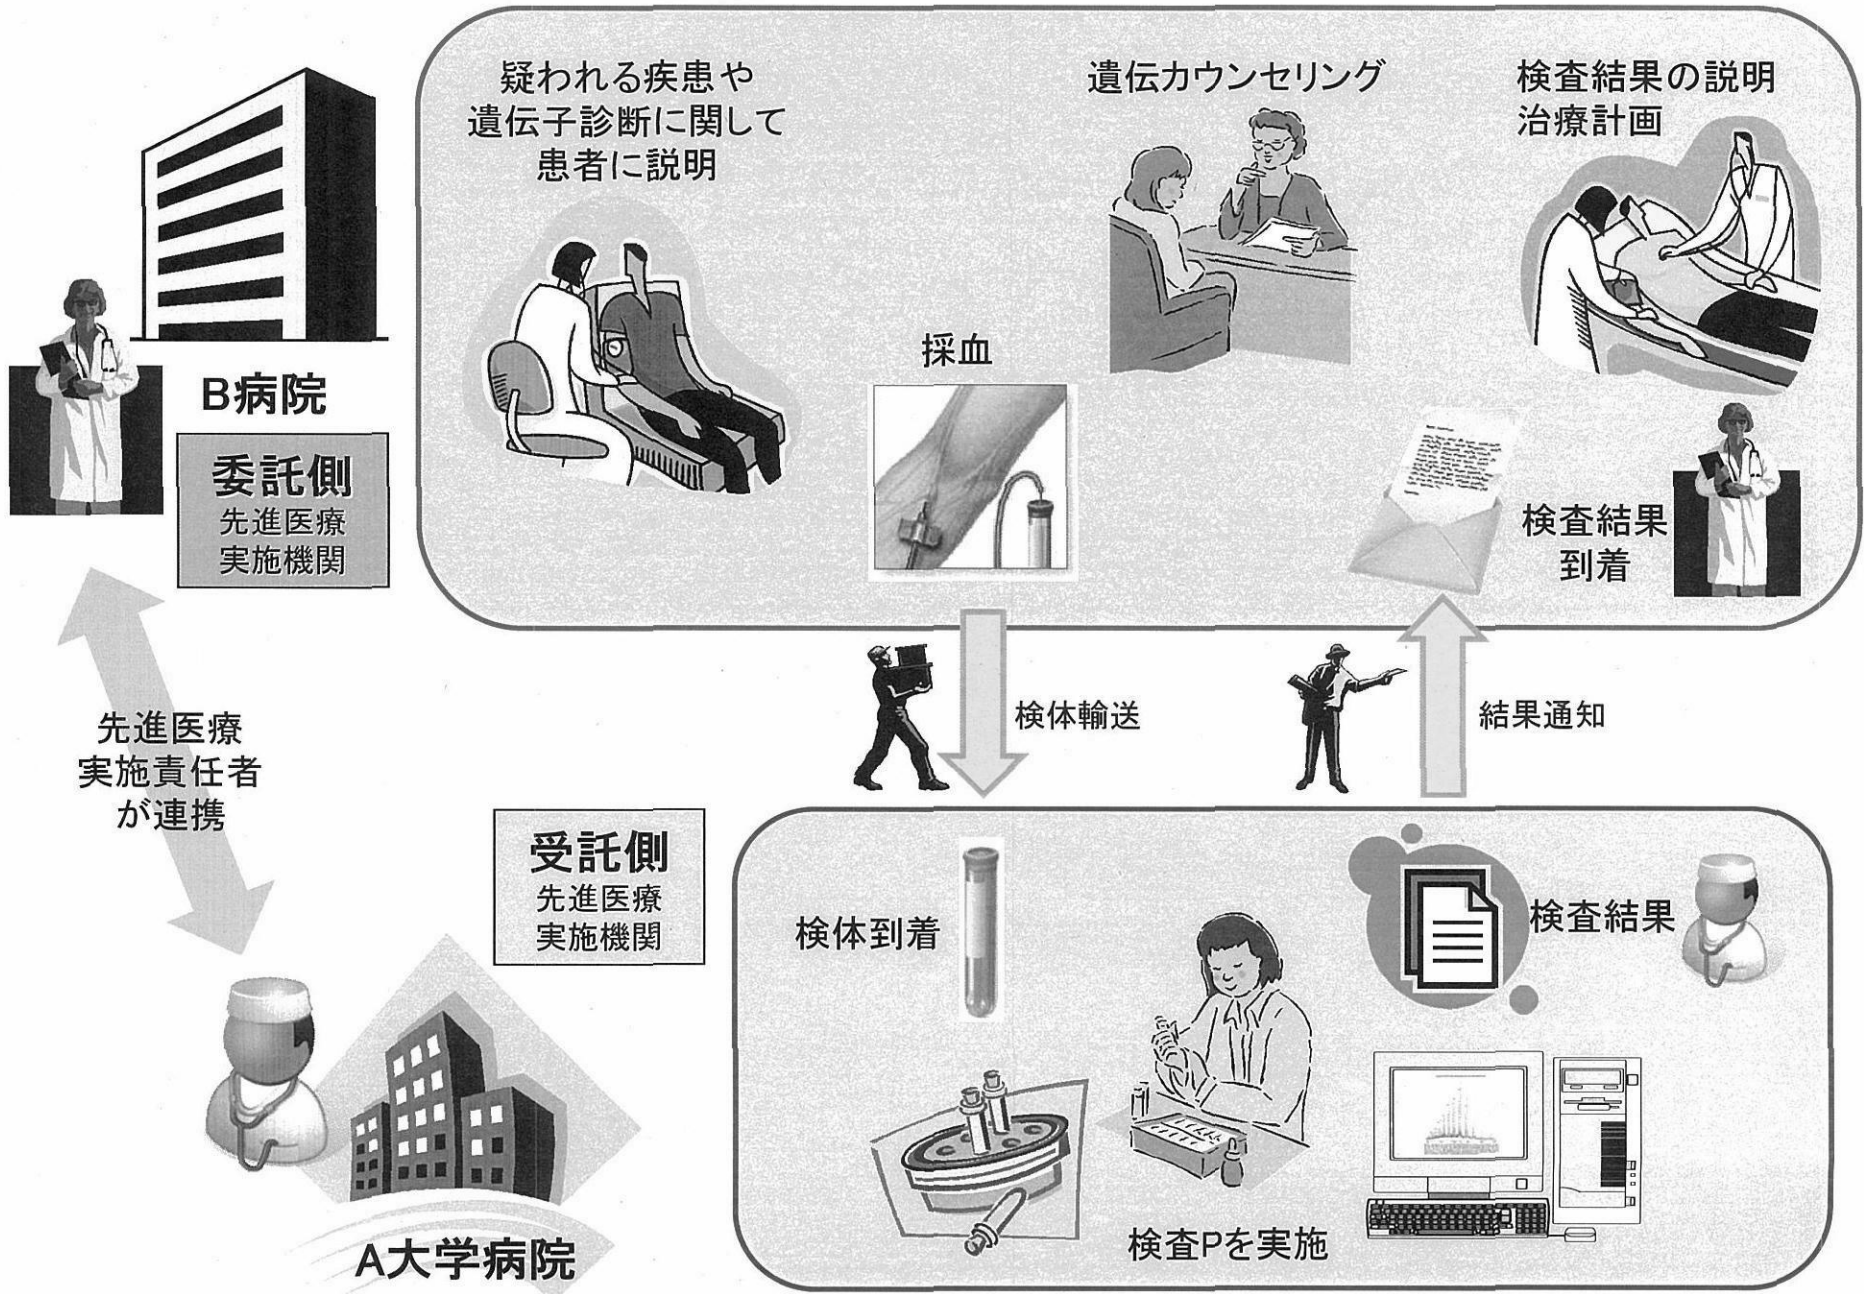 疑われる疾患や
遺伝子診断に関して
患者に説明
遺伝カウンセリング
検査結果の説明
治療計画
採血
B病院
委託側
先進医療
実施機関
検査結果
到着
検体輸送
結果通知
先進医療
実施責任者
が連携
受託側
先進医療
実施機関
検体到着
検査結果
検査Pを実施
A大学病院